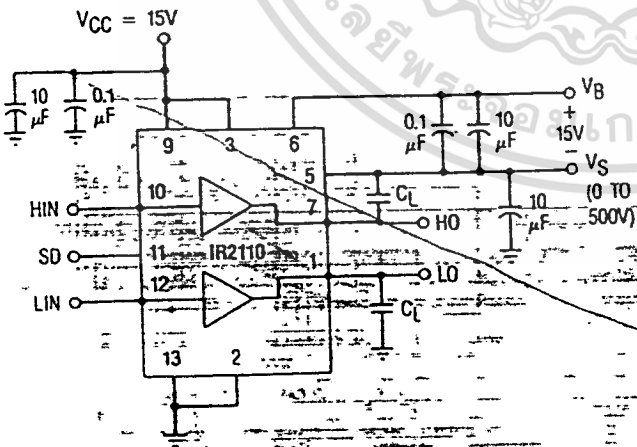 VCC = 15V
10 μF
0.1 μF
9
3
6
VB
+
15V
−
0.1 μF
10 μF
5
VS
(0 TO 500V)
10
7
CL
10 μF
HIN
HO
SD
11
IR2110
1
LO
12
LIN
CL
13
2